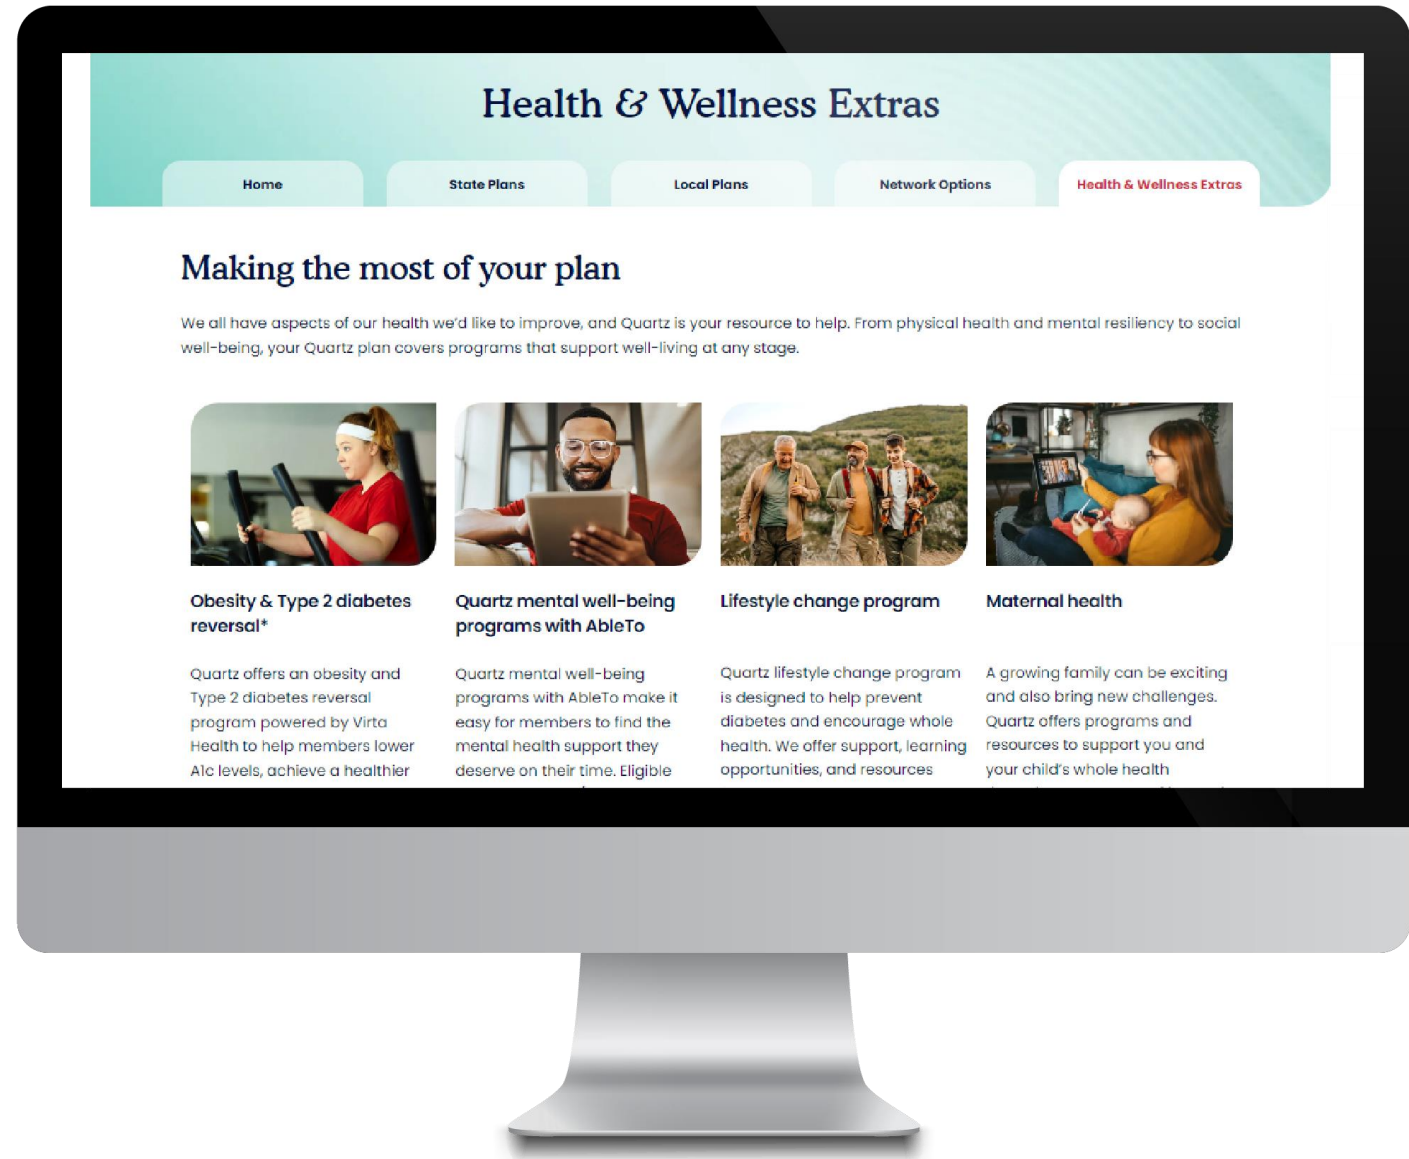 Health & Wellness Extras
Home
State Plans
Local Plans
Network Options
Health & Wellness Extras
Making the most of your plan
We all have aspects of our health we'd like to improve, and Quartz is your resource to help. From physical health and mental resiliency to social
well-being, your Quartz plan covers programs that support well-living at any stage.
Obesity & Type 2 diabetes
reversal*
Quartz offers an obesity and
Type 2 diabetes reversal
program powered by Virta
Health to help members lower
A1c levels, achieve a healthier
Quartz mental well-being
programs with AbleTo
Quartz mental well-being
programs with AbleTo make it
easy for members to find the
mental health support they
deserve on their time. Eligible
Lifestyle change program
Quartz lifestyle change program
is designed to help prevent
diabetes and encourage whole
health. We offer support, learning
opportunities, and resources
Maternal health
A growing family can be exciting
and also bring new challenges.
Quartz offers programs and
resources to support you and
your child's whole health